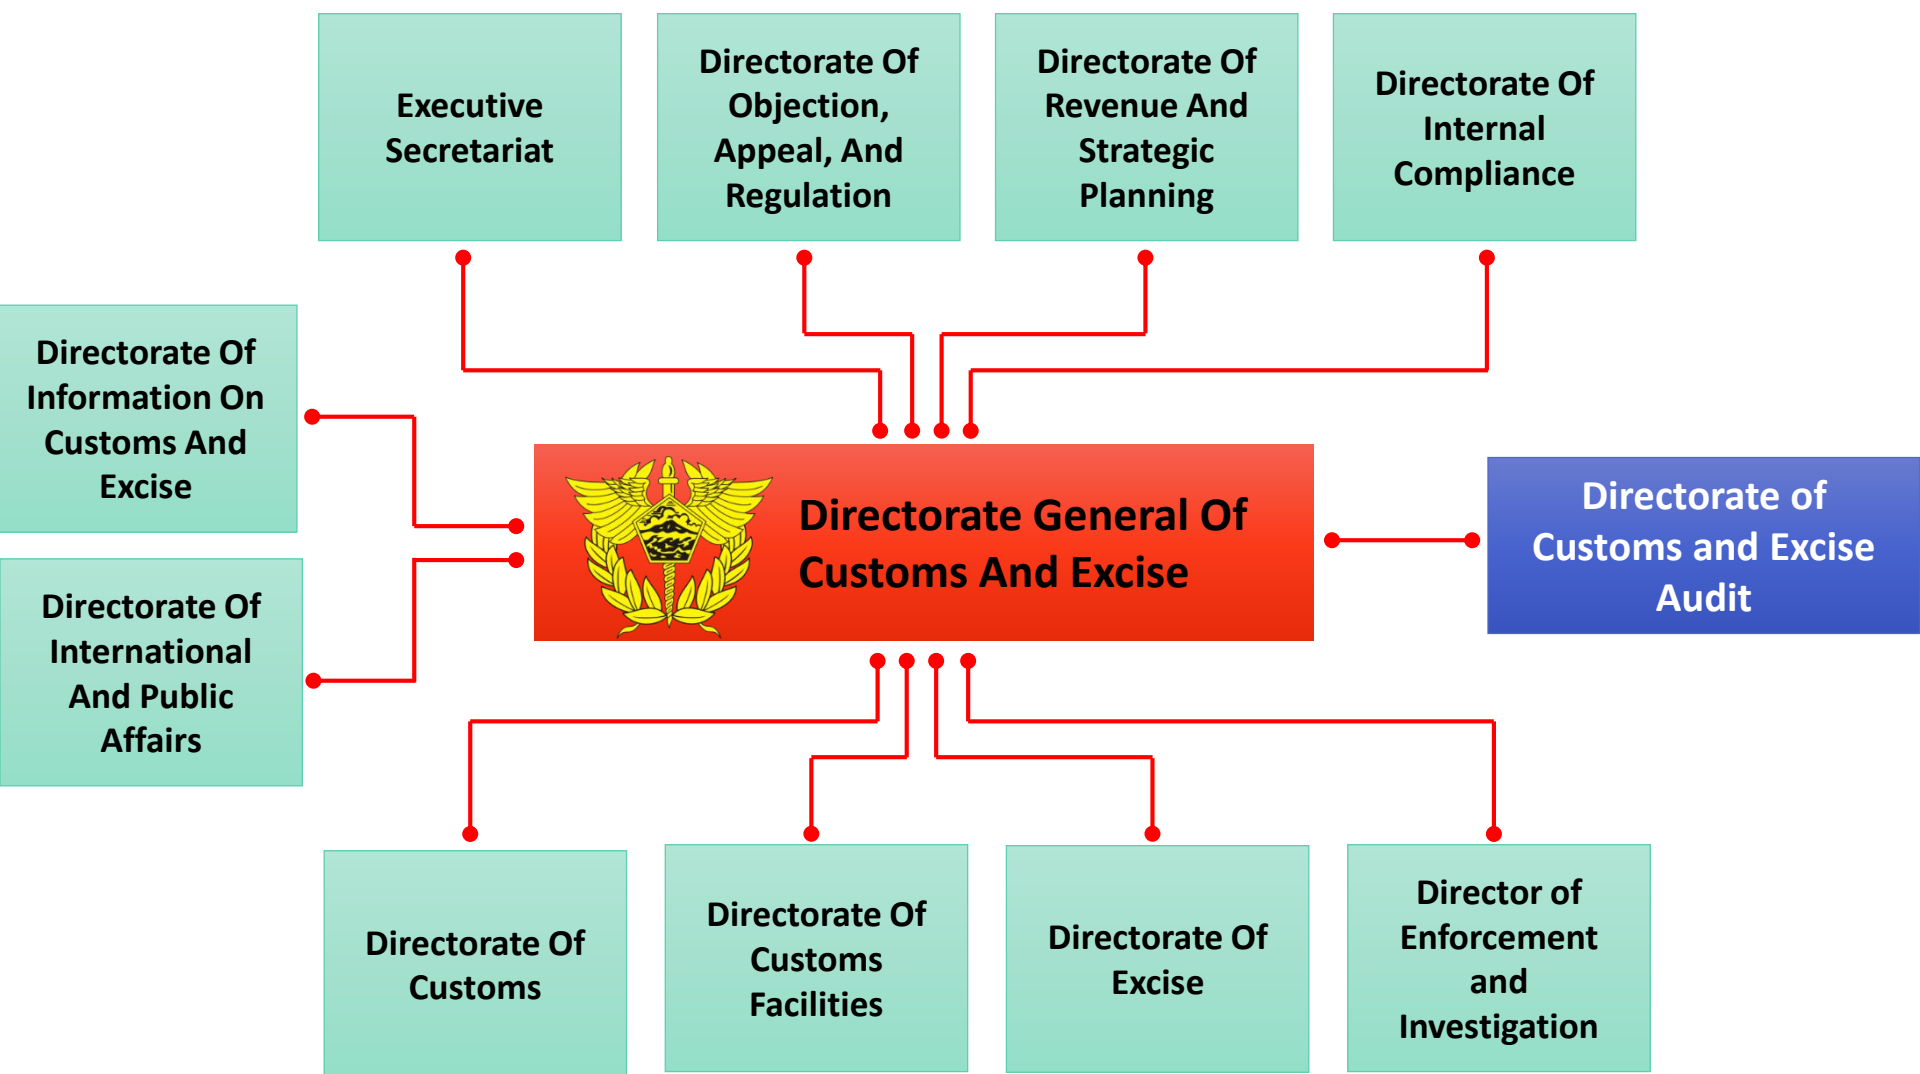 Executive
Secretariat
Directorate Of
Objection,
Appeal, And
Regulation
Directorate Of
Revenue And
Strategic
Planning
Directorate Of
Internal
Compliance
Directorate Of
Information On
Customs And
Excise
Directorate General Of
Customs And Excise
Directorate of
Customs and Excise
Audit
Directorate Of
International
And Public
Affairs
Directorate Of
Customs
Directorate Of
Customs
Facilities
Directorate Of
Excise
Director of
Enforcement
and
Investigation